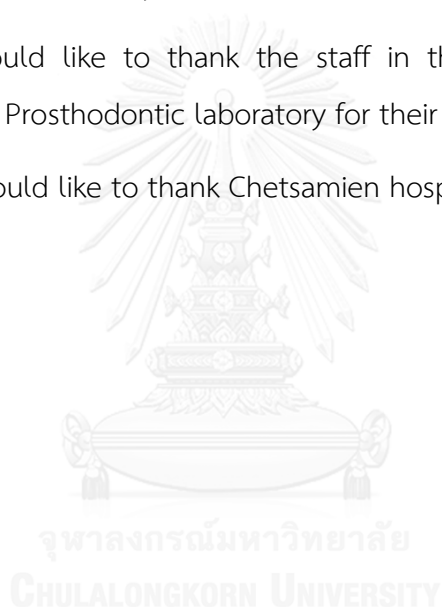 ould like to thank the staff in th
Prosthodontic laboratory for their
ould like to thank Chetsamien hosp
จุฬาลงกรณ์มหาวิทยาลัย
CHULALONGKORN UNIVERSITY